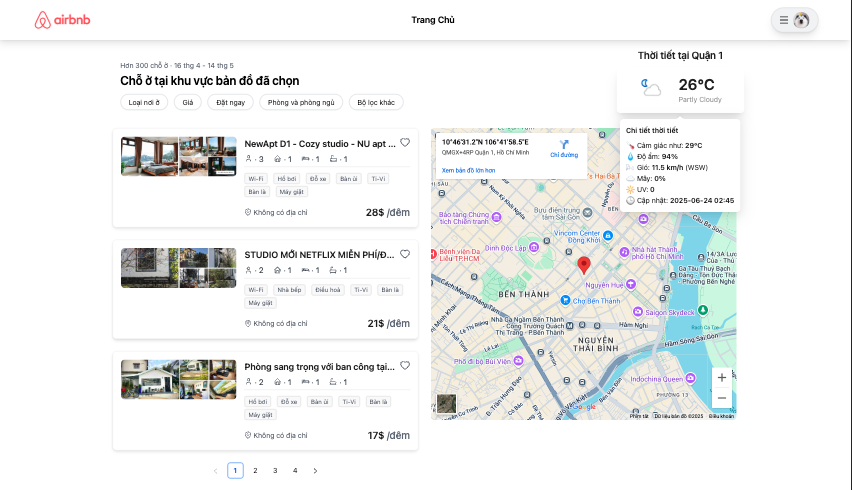 airbnb
Trang Chủ
Hơn 300 chỗ ở · 16 thg 4 - 14 thg 5
Chỗ ở tại khu vực bản đồ đã chọn
Loại nơi ở
Giá
Đặt ngay
Phòng và phòng ngủ
Bộ lọc khác
Thời tiết tại Quận 1
26°C
Partly Cloudy
Chi tiết thời tiết
Cảm giác như: 29°C
Độ ẩm: 94%
Gió: 11.5 km/h (WSW)
Mây: 0%
UV: 0
Cập nhật: 2025-06-24 02:45
NewApt D1 - Cozy studio - NU apt ...
· 3 · 1 · 1 · 1
Wi-Fi Hồ bơi Đỗ xe Bàn ủi Ti-Vi
Bàn là Máy giặt
Không có địa chỉ
28$ /đêm
STUDIO MỚI NETFLIX MIỄN PHÍ/Đ...
· 2 · 1 · 1 · 1
Wi-Fi Nhà bếp Điều hoà Ti-Vi Bàn là
Máy giặt
Không có địa chỉ
21$ /đêm
Phòng sang trọng với ban công tại...
· 2 · 1 · 1 · 1
Hồ bơi Đỗ xe Bàn ủi Ti-Vi Bàn là
Máy giặt
Không có địa chỉ
17$ /đêm
1 2 3 4
10°46'31.2"N 106°41'58.5"E
QMGX+4RP Quận 1, Hồ Chí Minh
Chỉ đường
Xem bản đồ lớn hơn
Bảo tàng Chứng
tích Chiến tranh
Bưu điện trung
tâm Sài Gòn
Vincom Center
Đồng Khởi
Dinh Độc Lập
Bệnh viện Đa
Nhà hát Thành
phố Hồ Chí Minh
Nguyễn Huệ
BẾN THÀNH
Chợ Bến Thành
Saigon Skydeck
Hàm Nghi
Nhà Ga Ngầm Bến Thành
Công Trường Quách
Thị Trang - P.Bến Thành
NGUYỄN
THÁI BÌNH
Phố đi bộ Bùi Viện
Indochina Queen
PHƯỜNG 13
Google
Phím tắt
Dữ liệu bản đồ ©2025
Điều khoản